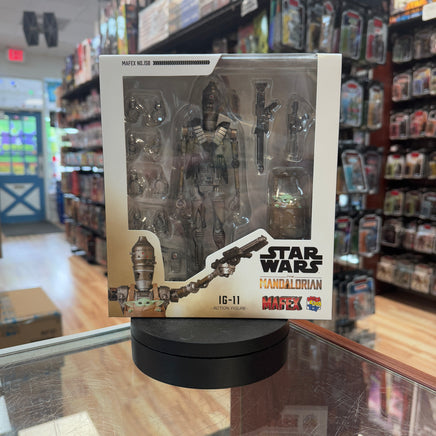 MAFEX No.158
STAR
WARS
THE
MANDALORIAN
IG-11
ACTION FIGURE
MAFEX
EXIT